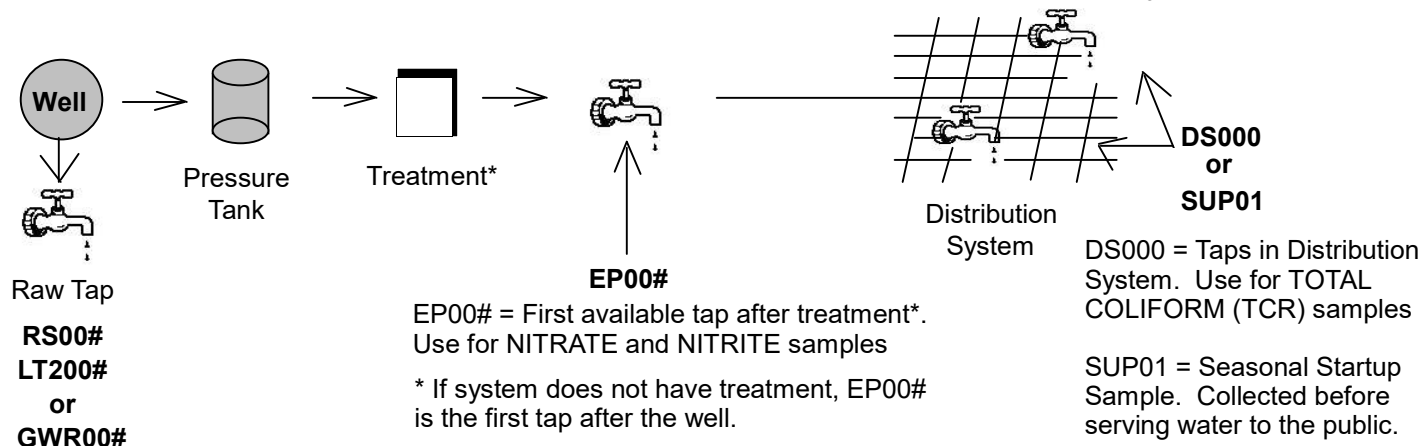 Well
Pressure
Tank
Treatment*
Raw Tap
RS00#
LT200#
or
GWR00#
EP00#
EP00# = First available tap after treatment*.
Use for NITRATE and NITRITE samples
* If system does not have treatment, EP00#
is the first tap after the well.
Distribution
System
DS000
or
SUP01
DS000 = Taps in Distribution
System.  Use for TOTAL
COLIFORM (TCR) samples
SUP01 = Seasonal Startup
Sample.  Collected before
serving water to the public.